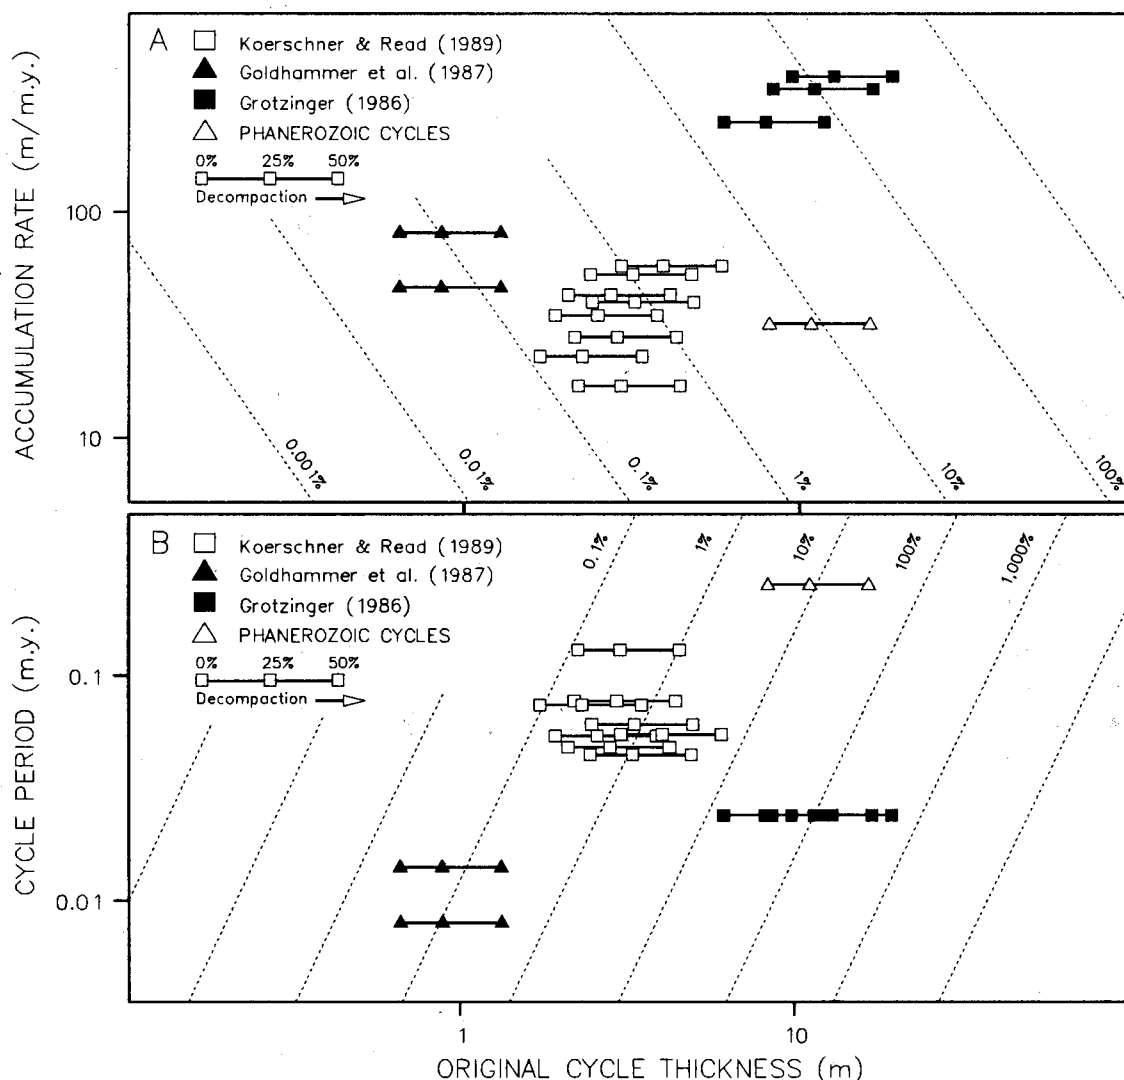 A
Koerschner & Read (1989)
Goldhammer et al. (1987)
Grotzinger (1986)
PHANEROZOIC CYCLES
0% 25% 50%
Decompaction
ACCUMULATION RATE (m/m.y.)
100
10
0.001% 0.01% 0.1% 1% 10% 100%
B
Koerschner & Read (1989)
Goldhammer et al. (1987)
Grotzinger (1986)
PHANEROZOIC CYCLES
0% 25% 50%
Decompaction
0.1% 1% 10% 100% 1,000%
CYCLE PERIOD (m.y.)
0.1
0.01
1 10
ORIGINAL CYCLE THICKNESS (m)